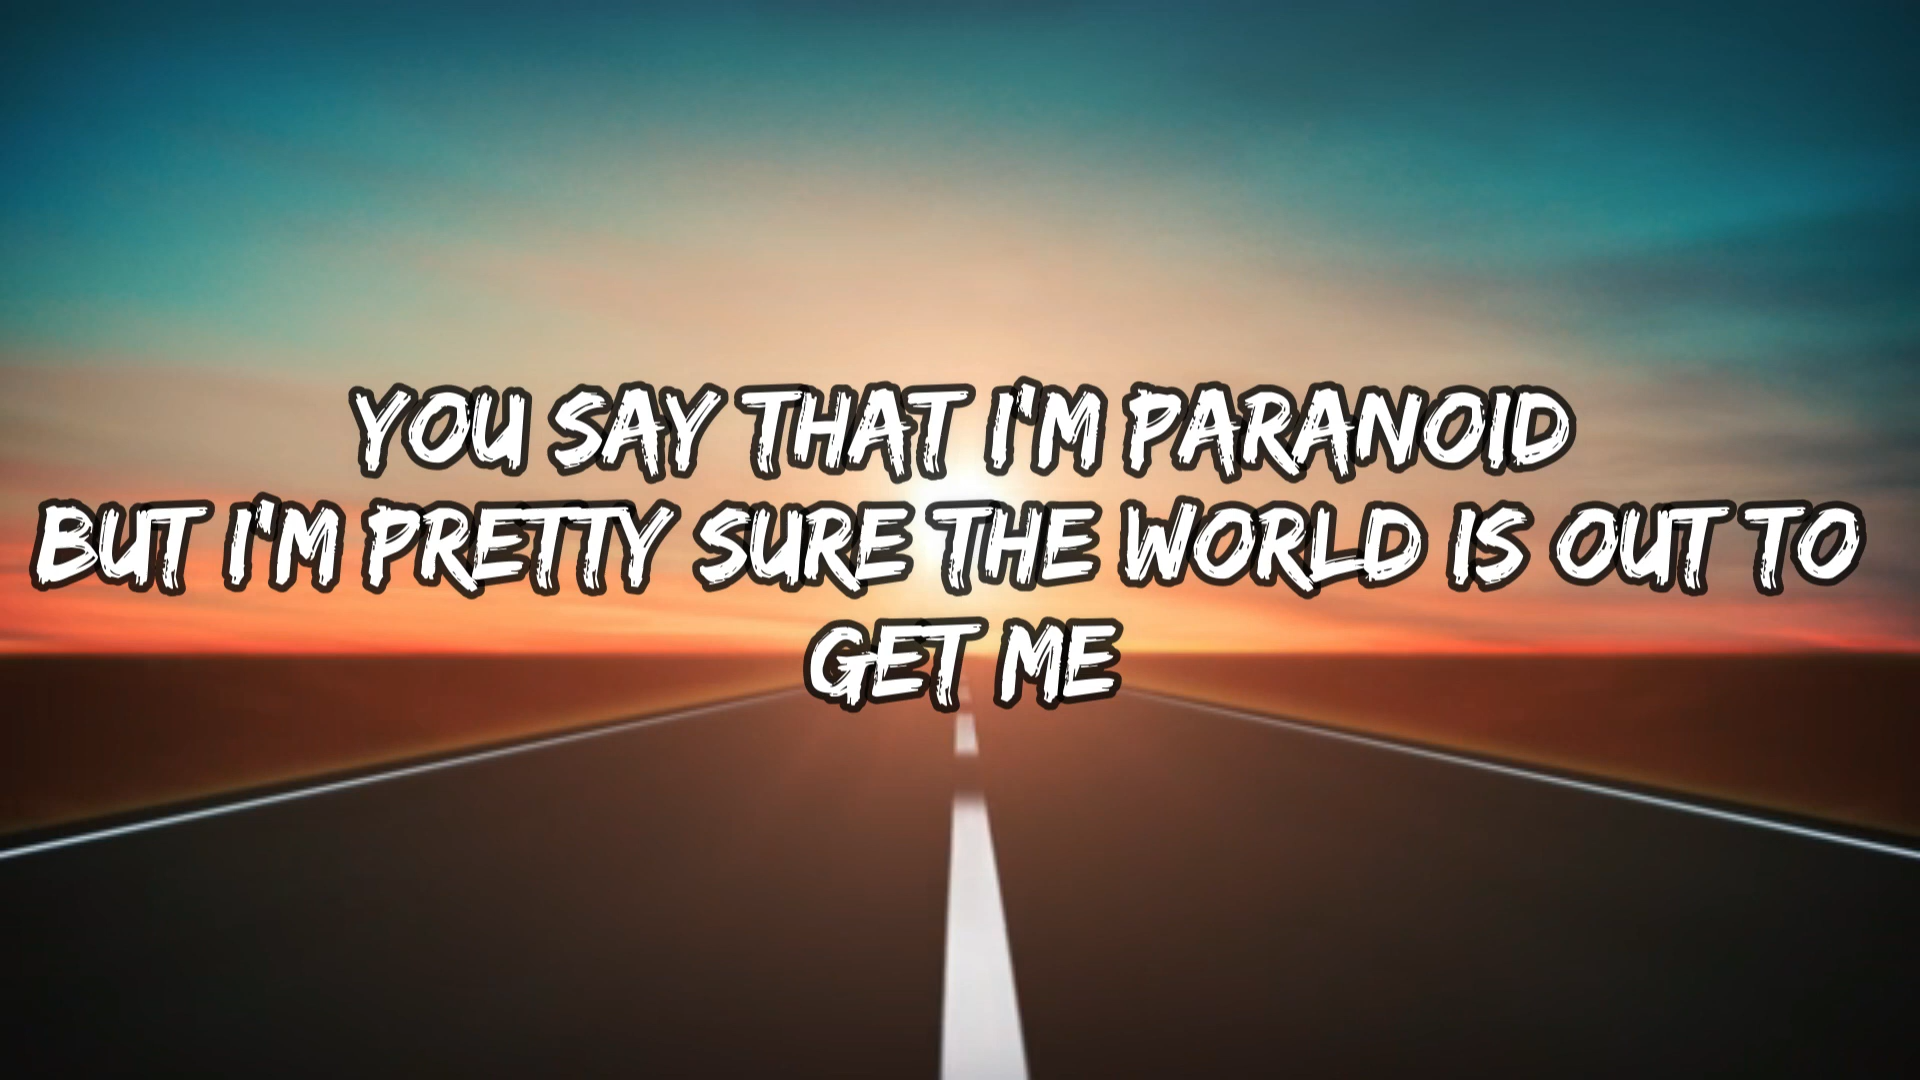 YOU SAY THAT I'M PARANOID
BUT I'M PRETTY SURE THE WORLD IS OUT TO
GET ME